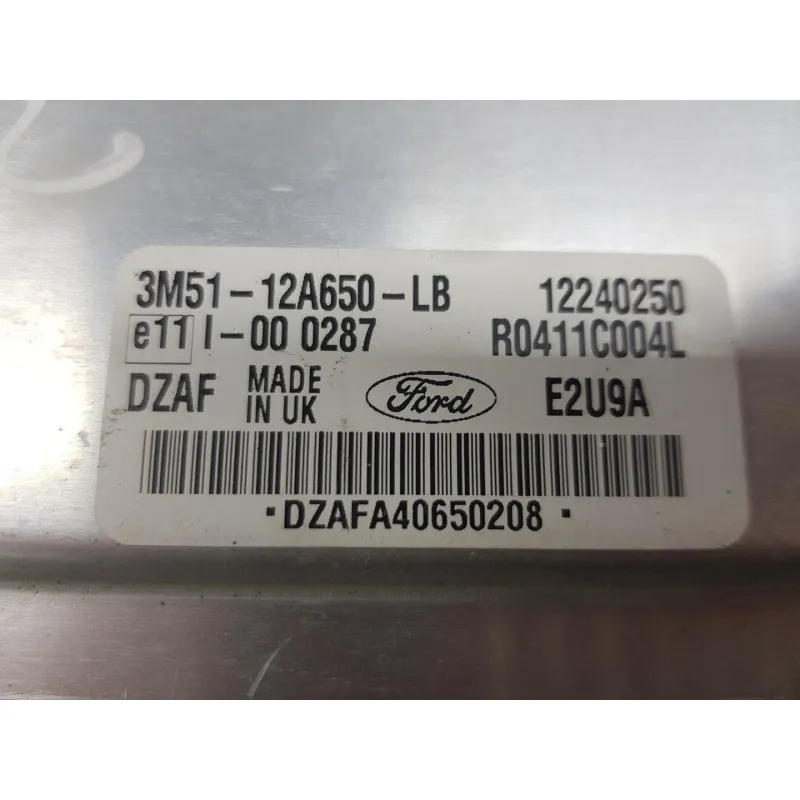 3M51-12A650-LB 12240250
e11 I-00 0287 R0411C004L
DZAF MADE IN UK Ford E2U9A
·DZAFA40650208·